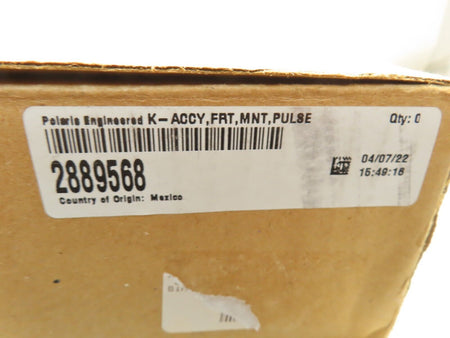 Polaris Engineered K-ACCY,FRT,MNT,PULSE Qty: 0
2889568
04/07/22
15:49:16
Country of Origin: Mexico